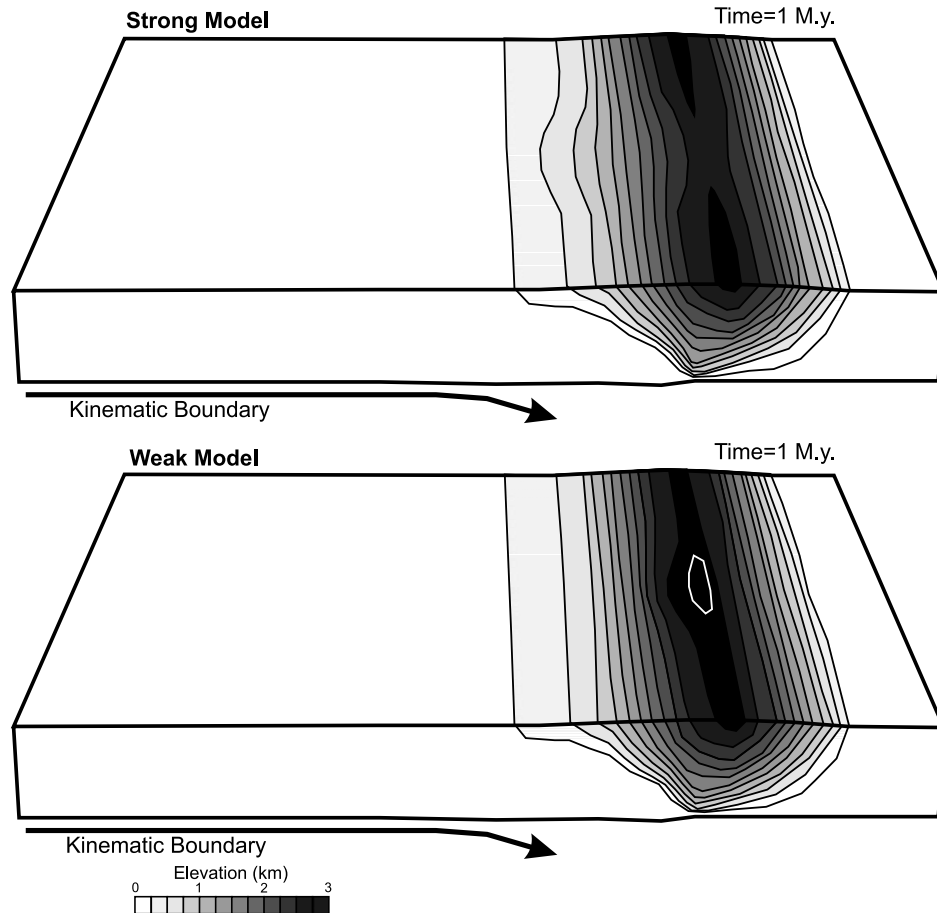 Strong Model
Time=1 M.y.
Kinematic Boundary
Weak Model
Time=1 M.y.
Kinematic Boundary
Elevation (km)
0 1 2 3